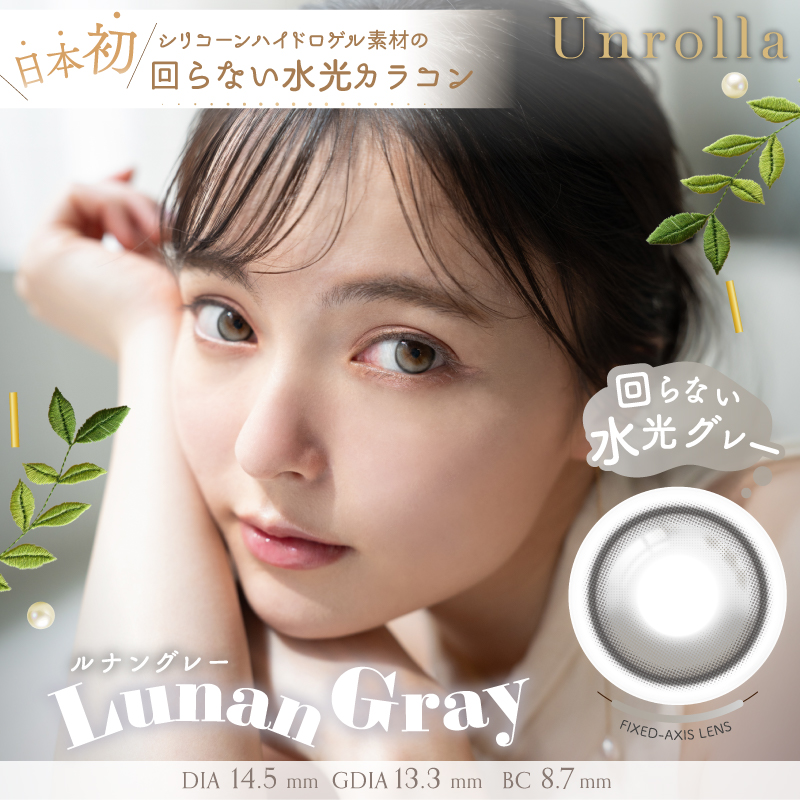 日本初
シリコーンハイドロゲル素材の
回らない水光カラコン
Unrolla
回らない
水光グレー
ルナングレー
Lunan Gray
FIXED-AXIS LENS
DIA 14.5 mm GDIA 13.3 mm BC 8.7 mm